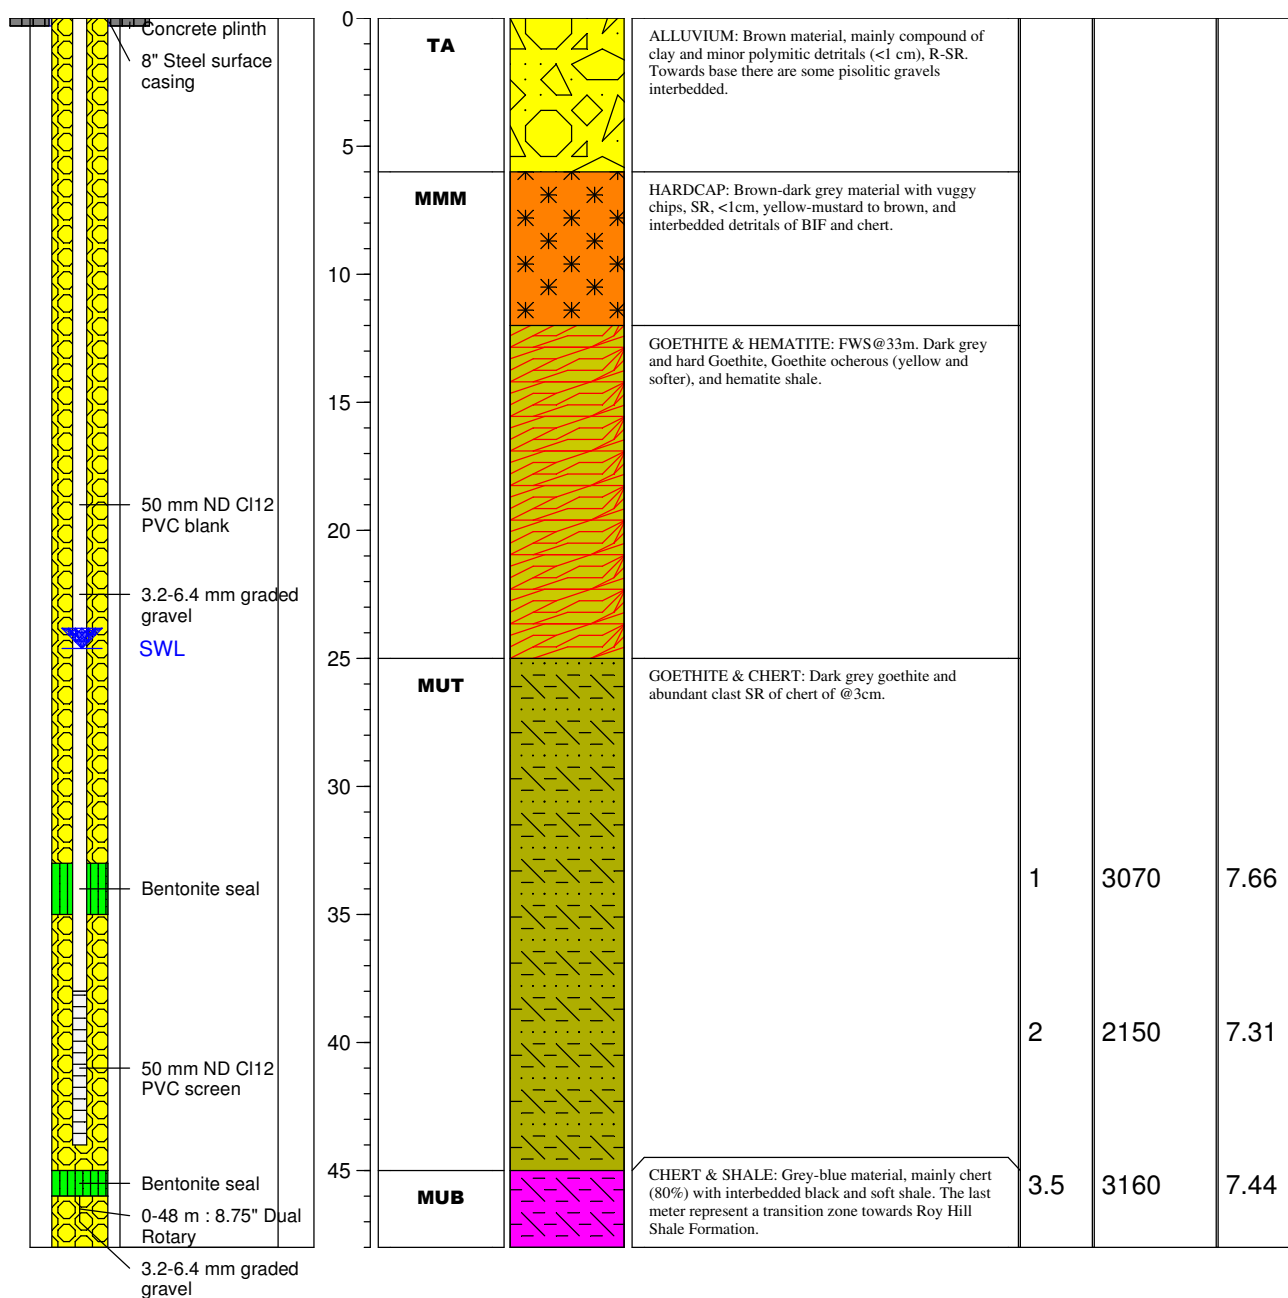 Concrete plinth
8" Steel surface
casing
50 mm ND Cl12
PVC blank
3.2-6.4 mm graded
gravel
SWL
Bentonite seal
50 mm ND Cl12
PVC screen
Bentonite seal
0-48 m : 8.75" Dual
Rotary
3.2-6.4 mm graded
gravel
0
5
10
15
20
25
30
35
40
45
TA
MMM
MUT
MUB
ALLUVIUM: Brown material, mainly compound of
clay and minor polymitic detritals (<1 cm), R-SR.
Towards base there are some pisolitic gravels
interbedded.
HARDCAP: Brown-dark grey material with vuggy
chips, SR, <1cm, yellow-mustard to brown, and
interbedded detritals of BIF and chert.
GOETHITE & HEMATITE: FWS@33m. Dark grey
and hard Goethite, Goethite ocherous (yellow and
softer), and hematite shale.
GOETHITE & CHERT: Dark grey goethite and
abundant clast SR of chert of @3cm.
CHERT & SHALE: Grey-blue material, mainly chert
(80%) with interbedded black and soft shale. The last
meter represent a transition zone towards Roy Hill
Shale Formation.
1 3070 7.66
2 2150 7.31
3.5 3160 7.44